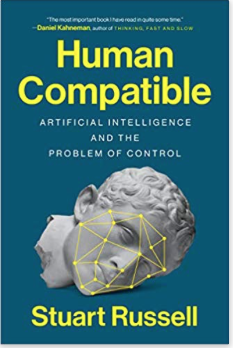 "The most important book I have read in quite some time."
—Daniel Kahneman, author of THINKING, FAST AND SLOW
Human
Compatible
ARTIFICIAL INTELLIGENCE
AND THE
PROBLEM OF CONTROL
Stuart Russell